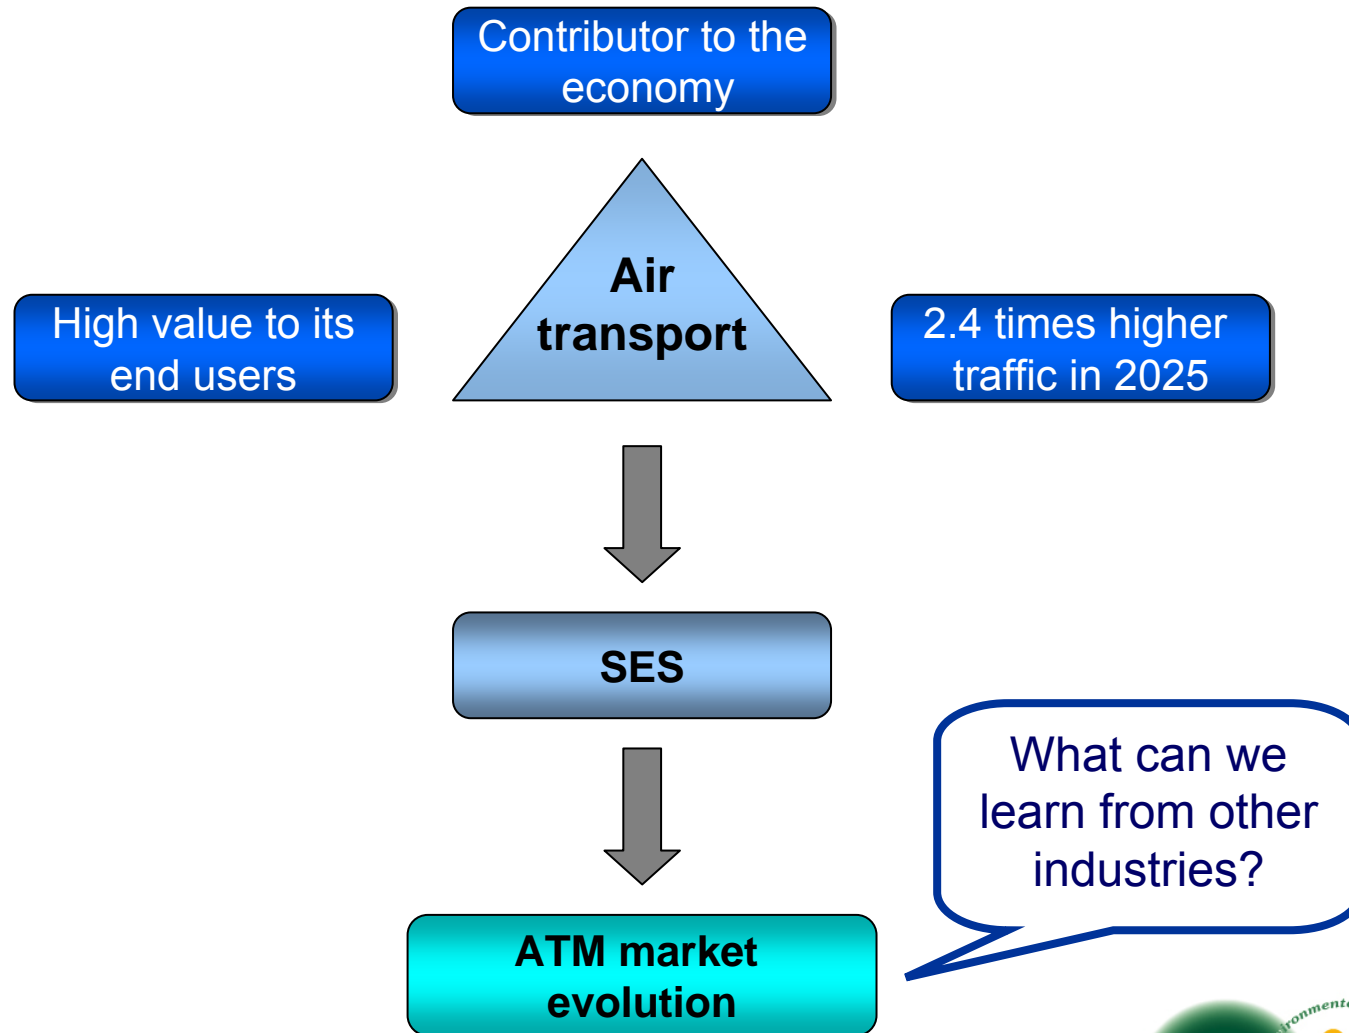 Contributor to the
economy
Air
transport
High value to its
end users
2.4 times higher
traffic in 2025
SES
What can we
learn from other
industries?
ATM market
evolution